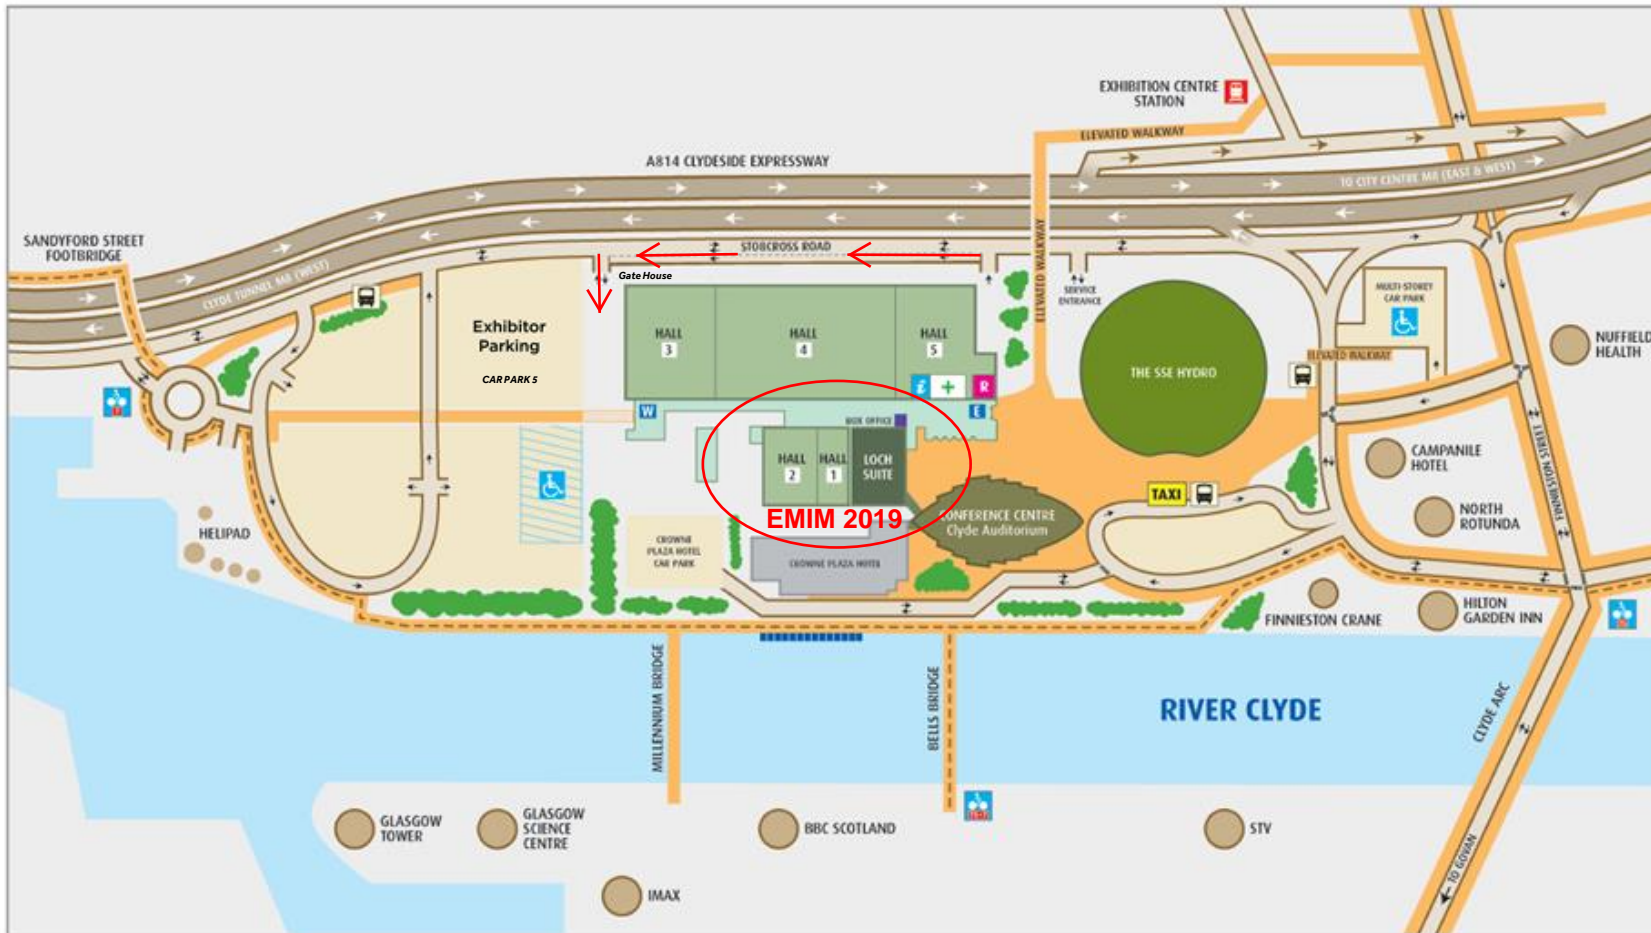 EXHIBITION CENTRE
STATION
ELEVATED WALKWAY
A814 CLYDESIDE EXPRESSWAY
TO CITY CENTRE M8 (EAST & WEST)
SANDYFORD STREET
FOOTBRIDGE
CLYDE TUNNEL M8 (WEST)
STOBCROSS ROAD
Gate House
ELEVATED WALKWAY
SERVICE
ENTRANCE
MULTI-STOREY
CAR PARK
NUFFIELD
HEALTH
Exhibitor
Parking
CAR PARK 5
HALL
3
HALL
4
HALL
5
THE SSE HYDRO
ELEVATED WALKWAY
i
R
W
E
BOX OFFICE
HALL
2
HALL
1
LOCH
SUITE
EMIM 2019
CONFERENCE CENTRE
Clyde Auditorium
TAXI
CAMPANILE
HOTEL
NORTH
ROTUNDA
FINNIESTON STREET
HELIPAD
CROWNE
PLAZA HOTEL
CAR PARK
CROWNE PLAZA HOTEL
FINNIESTON CRANE
HILTON
GARDEN INN
MILLENNIUM BRIDGE
BELLS BRIDGE
RIVER CLYDE
CLYDE ARC
GLASGOW
TOWER
GLASGOW
SCIENCE
CENTRE
BBC SCOTLAND
STV
IMAX
TO GOVAN